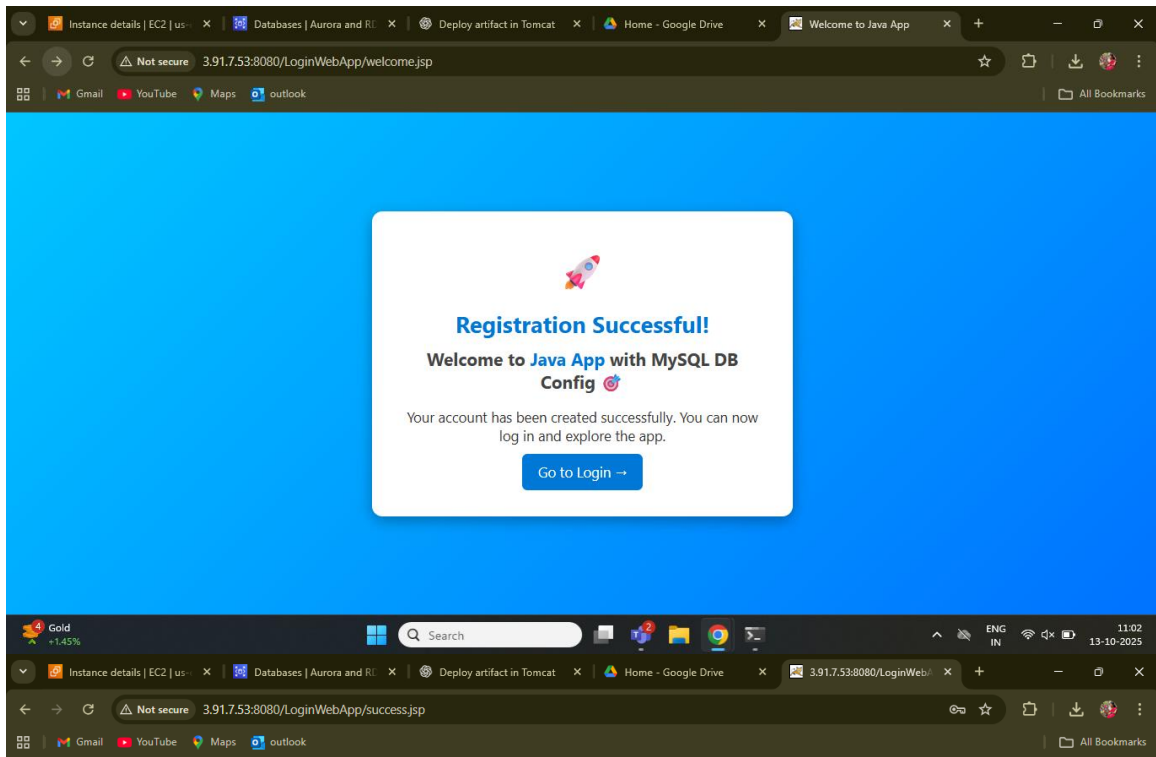 Instance details | EC2 | us-
Databases | Aurora and RD
Deploy artifact in Tomcat
Home - Google Drive
Welcome to Java App
Not secure 3.91.7.53:8080/LoginWebApp/welcome.jsp
Gmail YouTube Maps outlook All Bookmarks
Registration Successful!
Welcome to Java App with MySQL DB
Config
Your account has been created successfully. You can now
log in and explore the app.
Go to Login →
4 Gold
+1.45%
Search
2
ENG
IN
11:02
13-10-2025
Instance details | EC2 | us-
Databases | Aurora and RD
Deploy artifact in Tomcat
Home - Google Drive
3.91.7.53:8080/LoginWebA
Not secure 3.91.7.53:8080/LoginWebApp/success.jsp
Gmail YouTube Maps outlook All Bookmarks